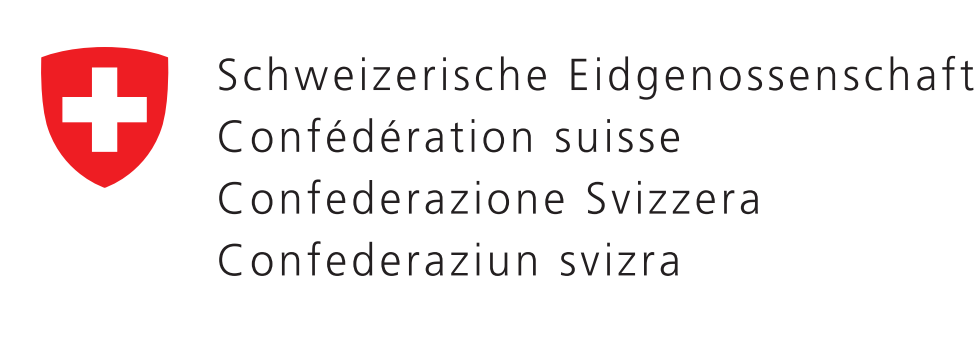 Schweizerische Eidgenossenschaft
Confédération suisse
Confederazione Svizzera
Confederaziun svizra